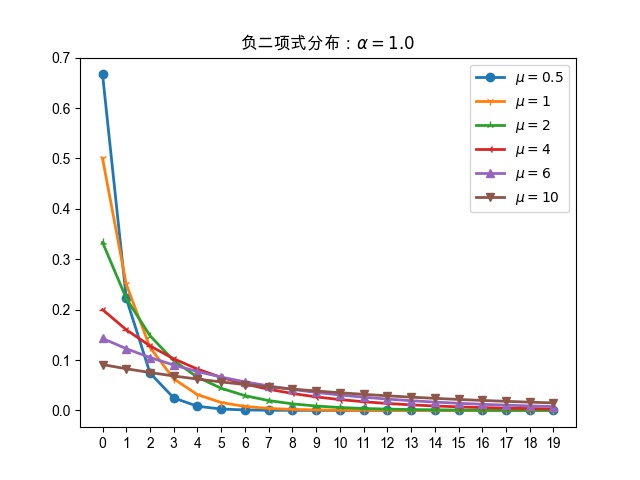 负二项式分布：α = 1.0
0.7
0.6
0.5
0.4
0.3
0.2
0.1
0.0
μ = 0.5
μ = 1
μ = 2
μ = 4
μ = 6
μ = 10
0 1 2 3 4 5 6 7 8 9 10 11 12 13 14 15 16 17 18 19